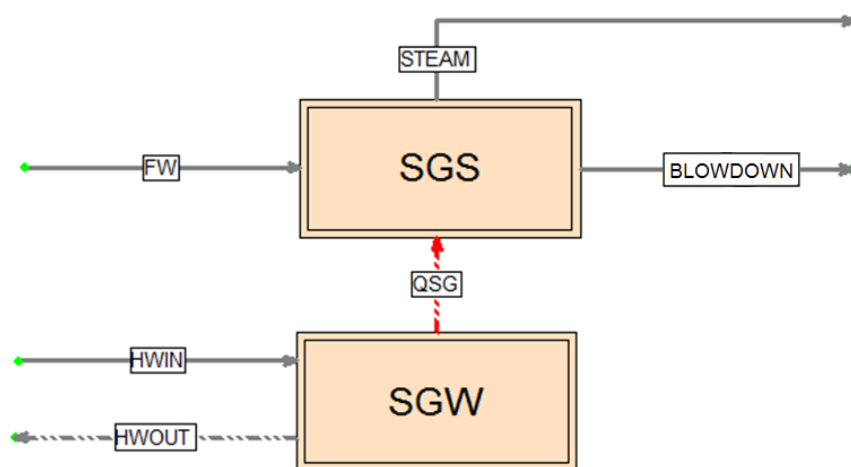 STEAM
FW
SGS
BLOWDOWN
QSG
HWIN
SGW
HWOUT